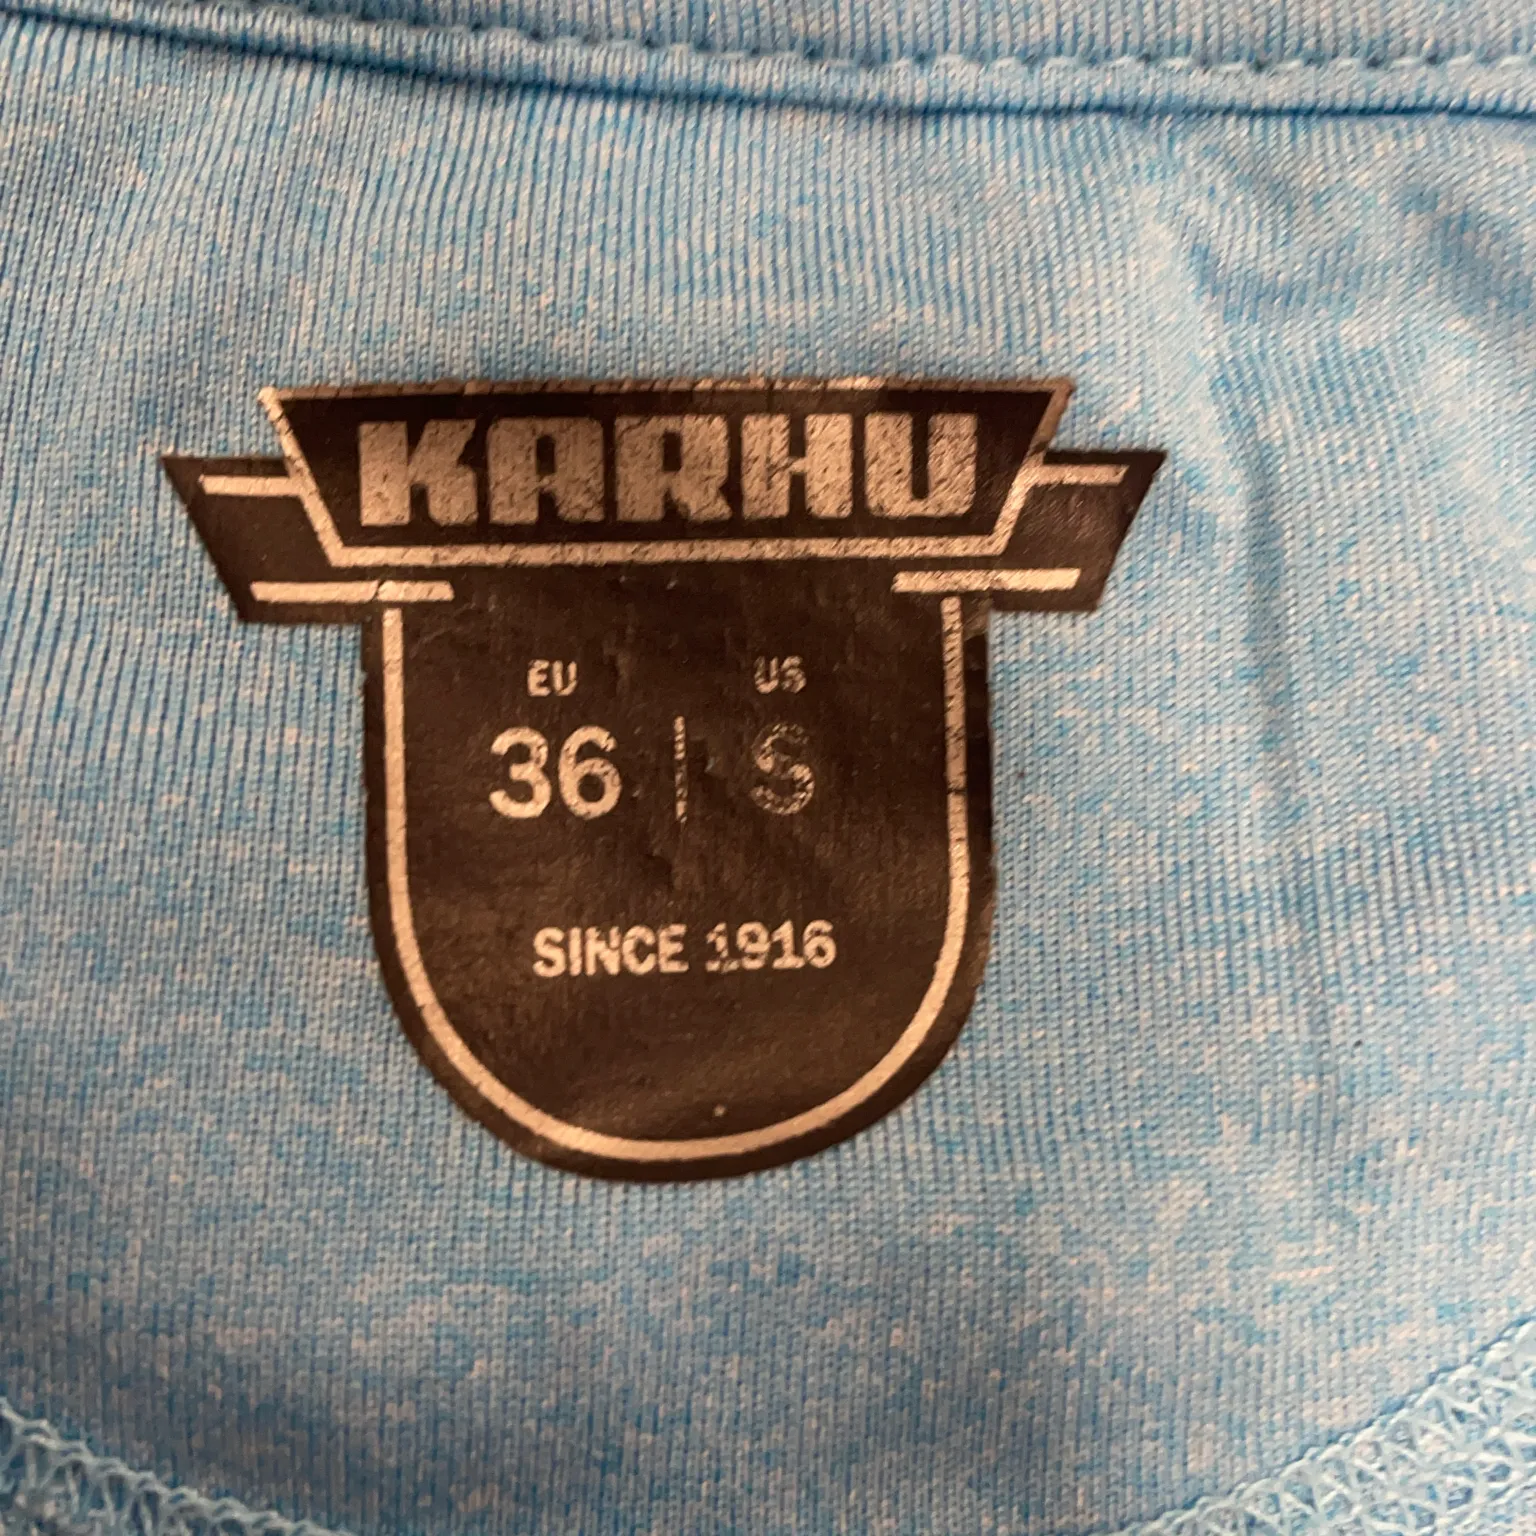 KARHU
EU US
36 | S
SINCE 1916